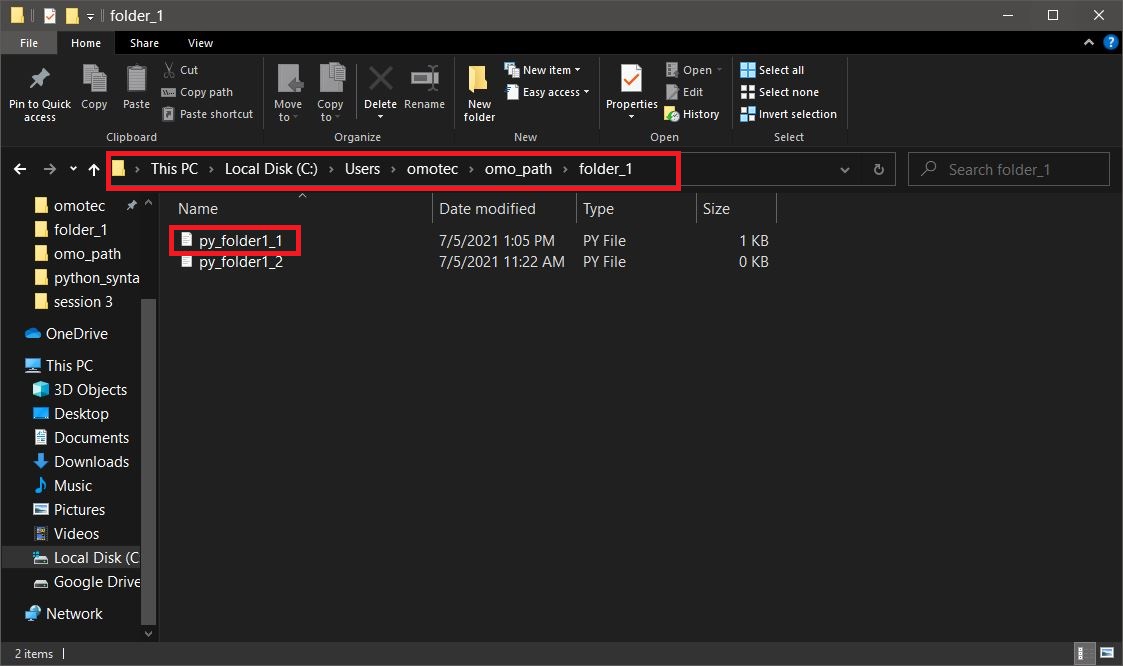 folder_1
File Home Share View
?
Pin to Quick access
Copy
Paste
Cut
Copy path
Paste shortcut
Clipboard
Move to
Copy to
Delete
Rename
Organize
New folder
New item
Easy access
New
Properties
Open
Edit
History
Open
Select all
Select none
Invert selection
Select
This PC > Local Disk (C:) > Users > omotec > omo_path > folder_1
Search folder_1
omotec
folder_1
omo_path
python_synta
session 3
OneDrive
This PC
3D Objects
Desktop
Documents
Downloads
Music
Pictures
Videos
Local Disk (C
Google Drive
Network
Name Date modified Type Size
py_folder1_1 7/5/2021 1:05 PM PY File 1 KB
py_folder1_2 7/5/2021 11:22 AM PY File 0 KB
2 items